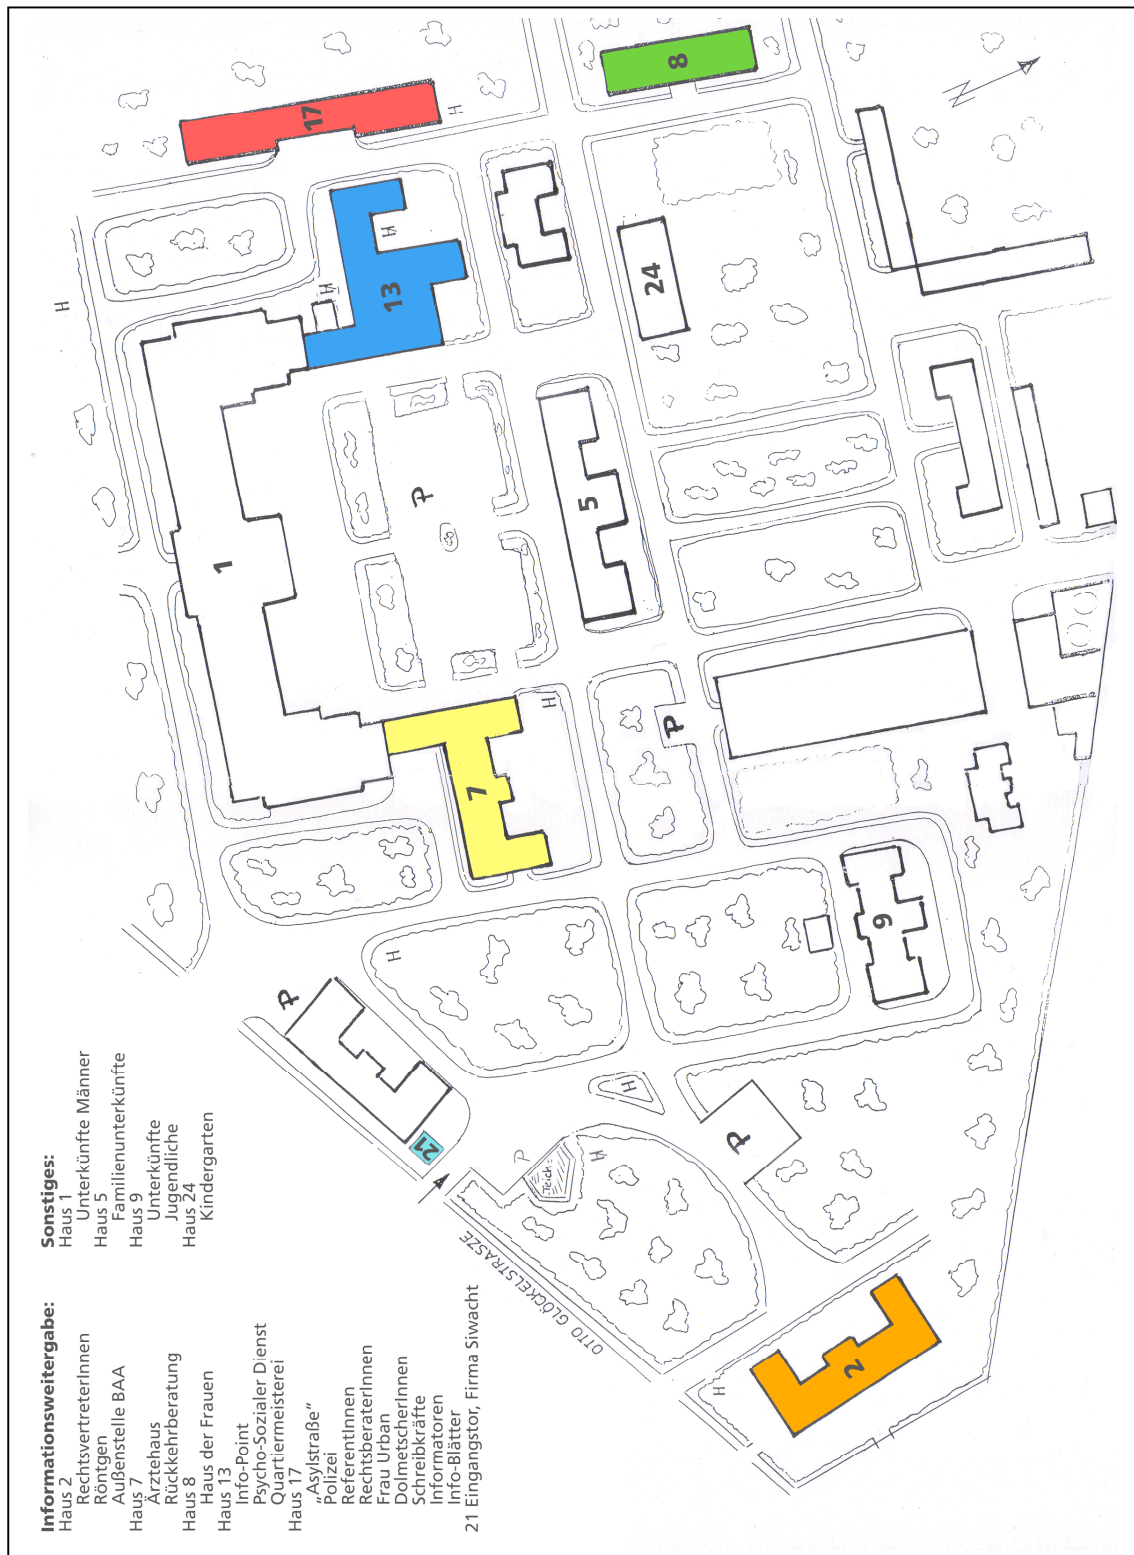 Informationsweitergabe:
Haus 2
RechtsvertreterInnen
Röntgen
Außenstelle BAA
Haus 7
Ärztehaus
Rückkehrberatung
Haus 8
Haus der Frauen
Haus 13
Info-Point
Psycho-Sozialer Dienst
Quartiermeisterei
Haus 17
„Asylstraße”
Polizei
ReferentInnen
RechtsberaterInnen
Frau Urban
DolmetscherInnen
Schreibkräfte
Informatoren
Info-Blätter
21 Eingangstor, Firma Siwacht
Sonstiges:
Haus 1
Unterkünfte Männer
Haus 5
Familienunterkünfte
Haus 9
Unterkünfte
Jugendliche
Haus 24
Kindergarten
OTTO GLÖCKELSTRASZE
Teich
21
2
7
1
13
17
8
24
5
9
P
P
P
P
P
H
H
H
H
H
H
H
H
H
N